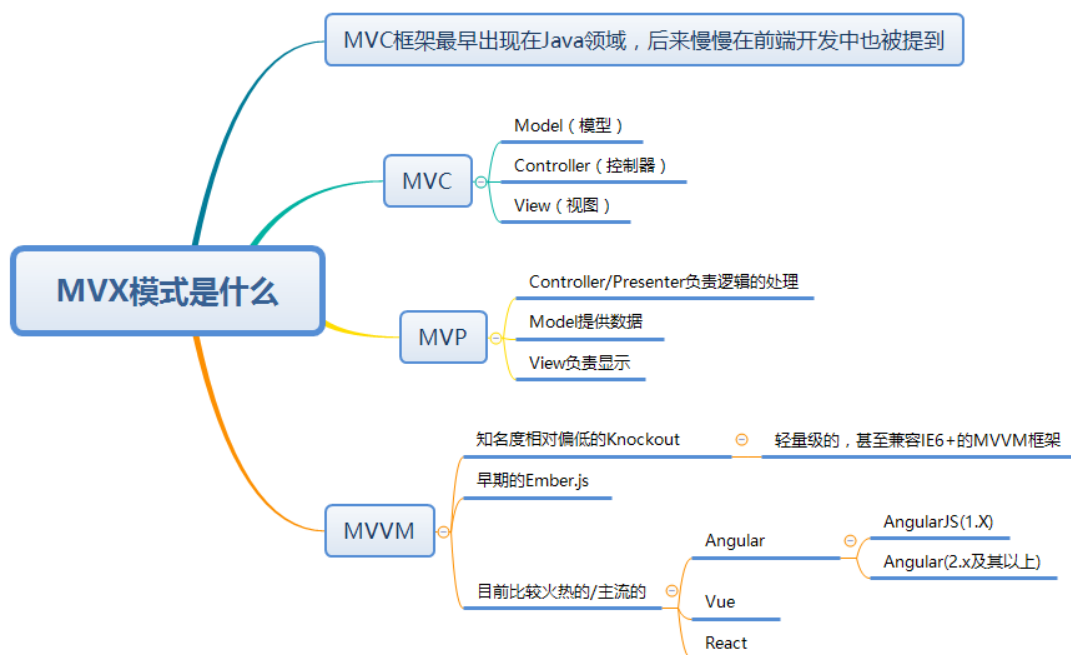 MVC框架最早出现在Java领域，后来慢慢在前端开发中也被提到
MVX模式是什么
MVC
Model（模型）
Controller（控制器）
View（视图）
MVP
Controller/Presenter负责逻辑的处理
Model提供数据
View负责显示
MVVM
知名度相对偏低的Knockout
轻量级的，甚至兼容IE6+的MVVM框架
早期的Ember.js
目前比较火热的/主流的
Angular
AngularJS(1.X)
Angular(2.x及其以上)
Vue
React